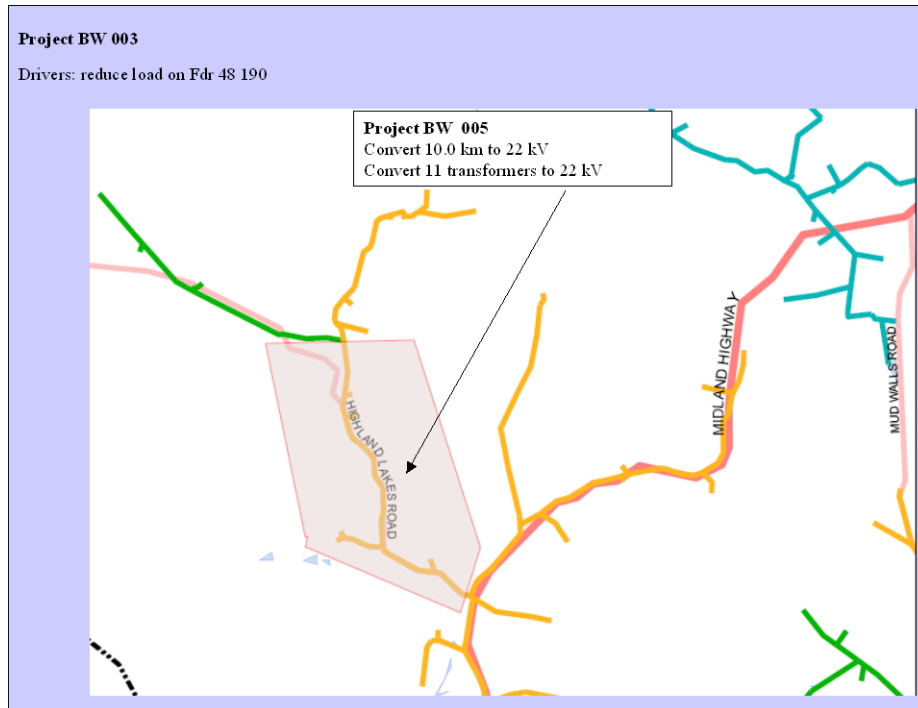 Project BW 003
Drivers: reduce load on Fdr 48 190
Project BW 005
Convert 10.0 km to 22 kV
Convert 11 transformers to 22 kV
HIGHLAND LAKES ROAD
MIDLAND HIGHWAY
MUD WALLS ROAD